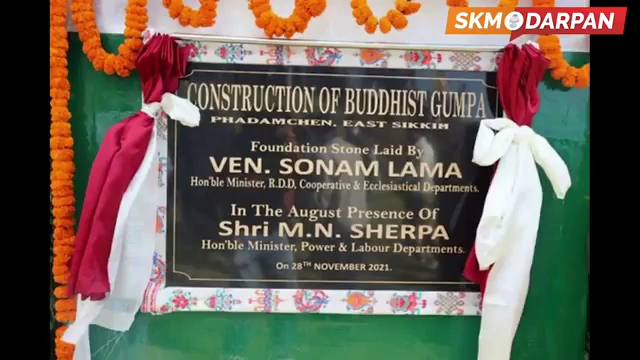 SKM DARPAN
CONSTRUCTION OF BUDDHIST GUMPA
PHADAMCHEN, EAST SIKKIM
Foundation Stone Laid By
VEN. SONAM LAMA
Hon'ble Minister, R.D.D, Cooperative & Ecclesiastical Departments.
In The August Presence Of
Shri M.N. SHERPA
Hon'ble Minister, Power & Labour Departments.
On 28TH NOVEMBER 2021.